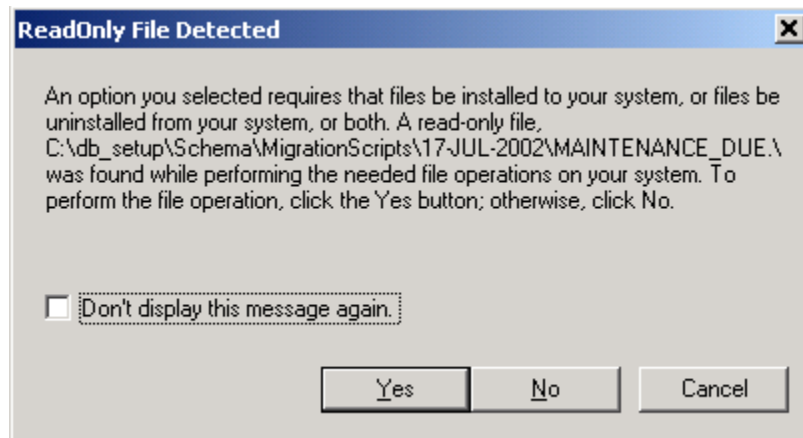 ReadOnly File Detected
An option you selected requires that files be installed to your system, or files be
uninstalled from your system, or both. A read-only file,
C:\db_setup\Schema\MigrationScripts\17-JUL-2002\MAINTENANCE_DUE.\
was found while performing the needed file operations on your system. To
perform the file operation, click the Yes button; otherwise, click No.
Don't display this message again.
Yes No Cancel